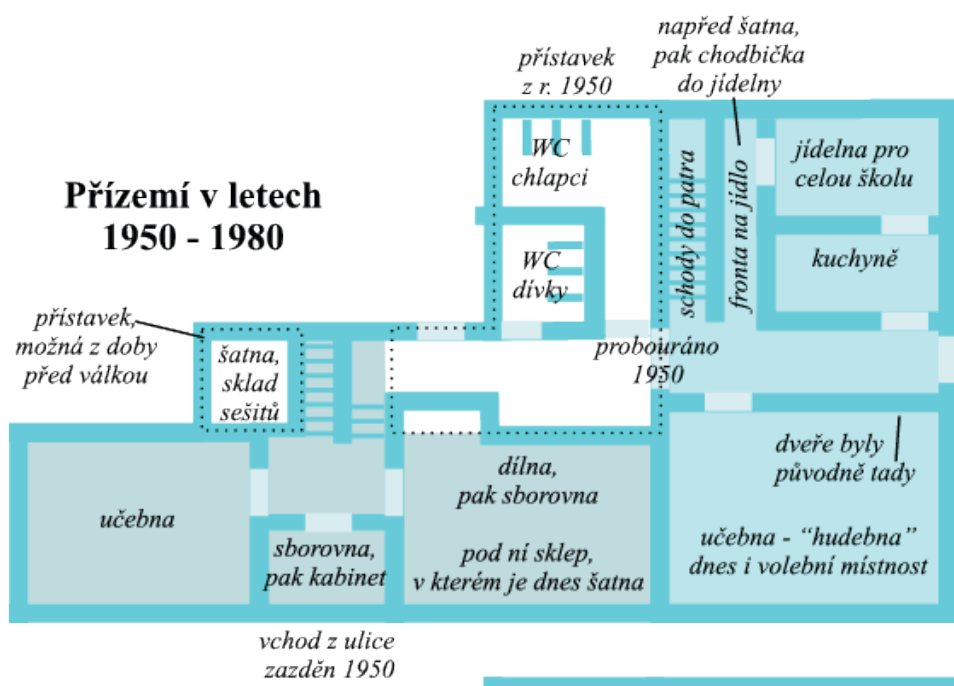 napřed šatna,
pak chodbička
do jídelny
přístavek
z r. 1950
WC
chlapci
jídelna pro
celou školu
Přízemí v letech
1950 - 1980
schody do patra
fronta na jídlo
WC
dívky
kuchyně
přístavek,
možná z doby
před válkou
šatna,
sklad
sešitů
probouráno
1950
dveře byly
původně tady
učebna
dílna,
pak sborovna
pod ní sklep,
v kterém je dnes šatna
učebna - “hudebna”
dnes i volební místnost
sborovna,
pak kabinet
vchod z ulice
zazděn 1950